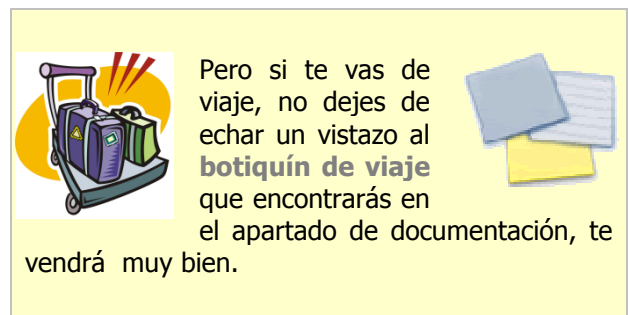 Pero si te vas de
viaje, no dejes de
echar un vistazo al
botiquín de viaje
que encontrarás en
el apartado de documentación, te
vendrá muy bien.